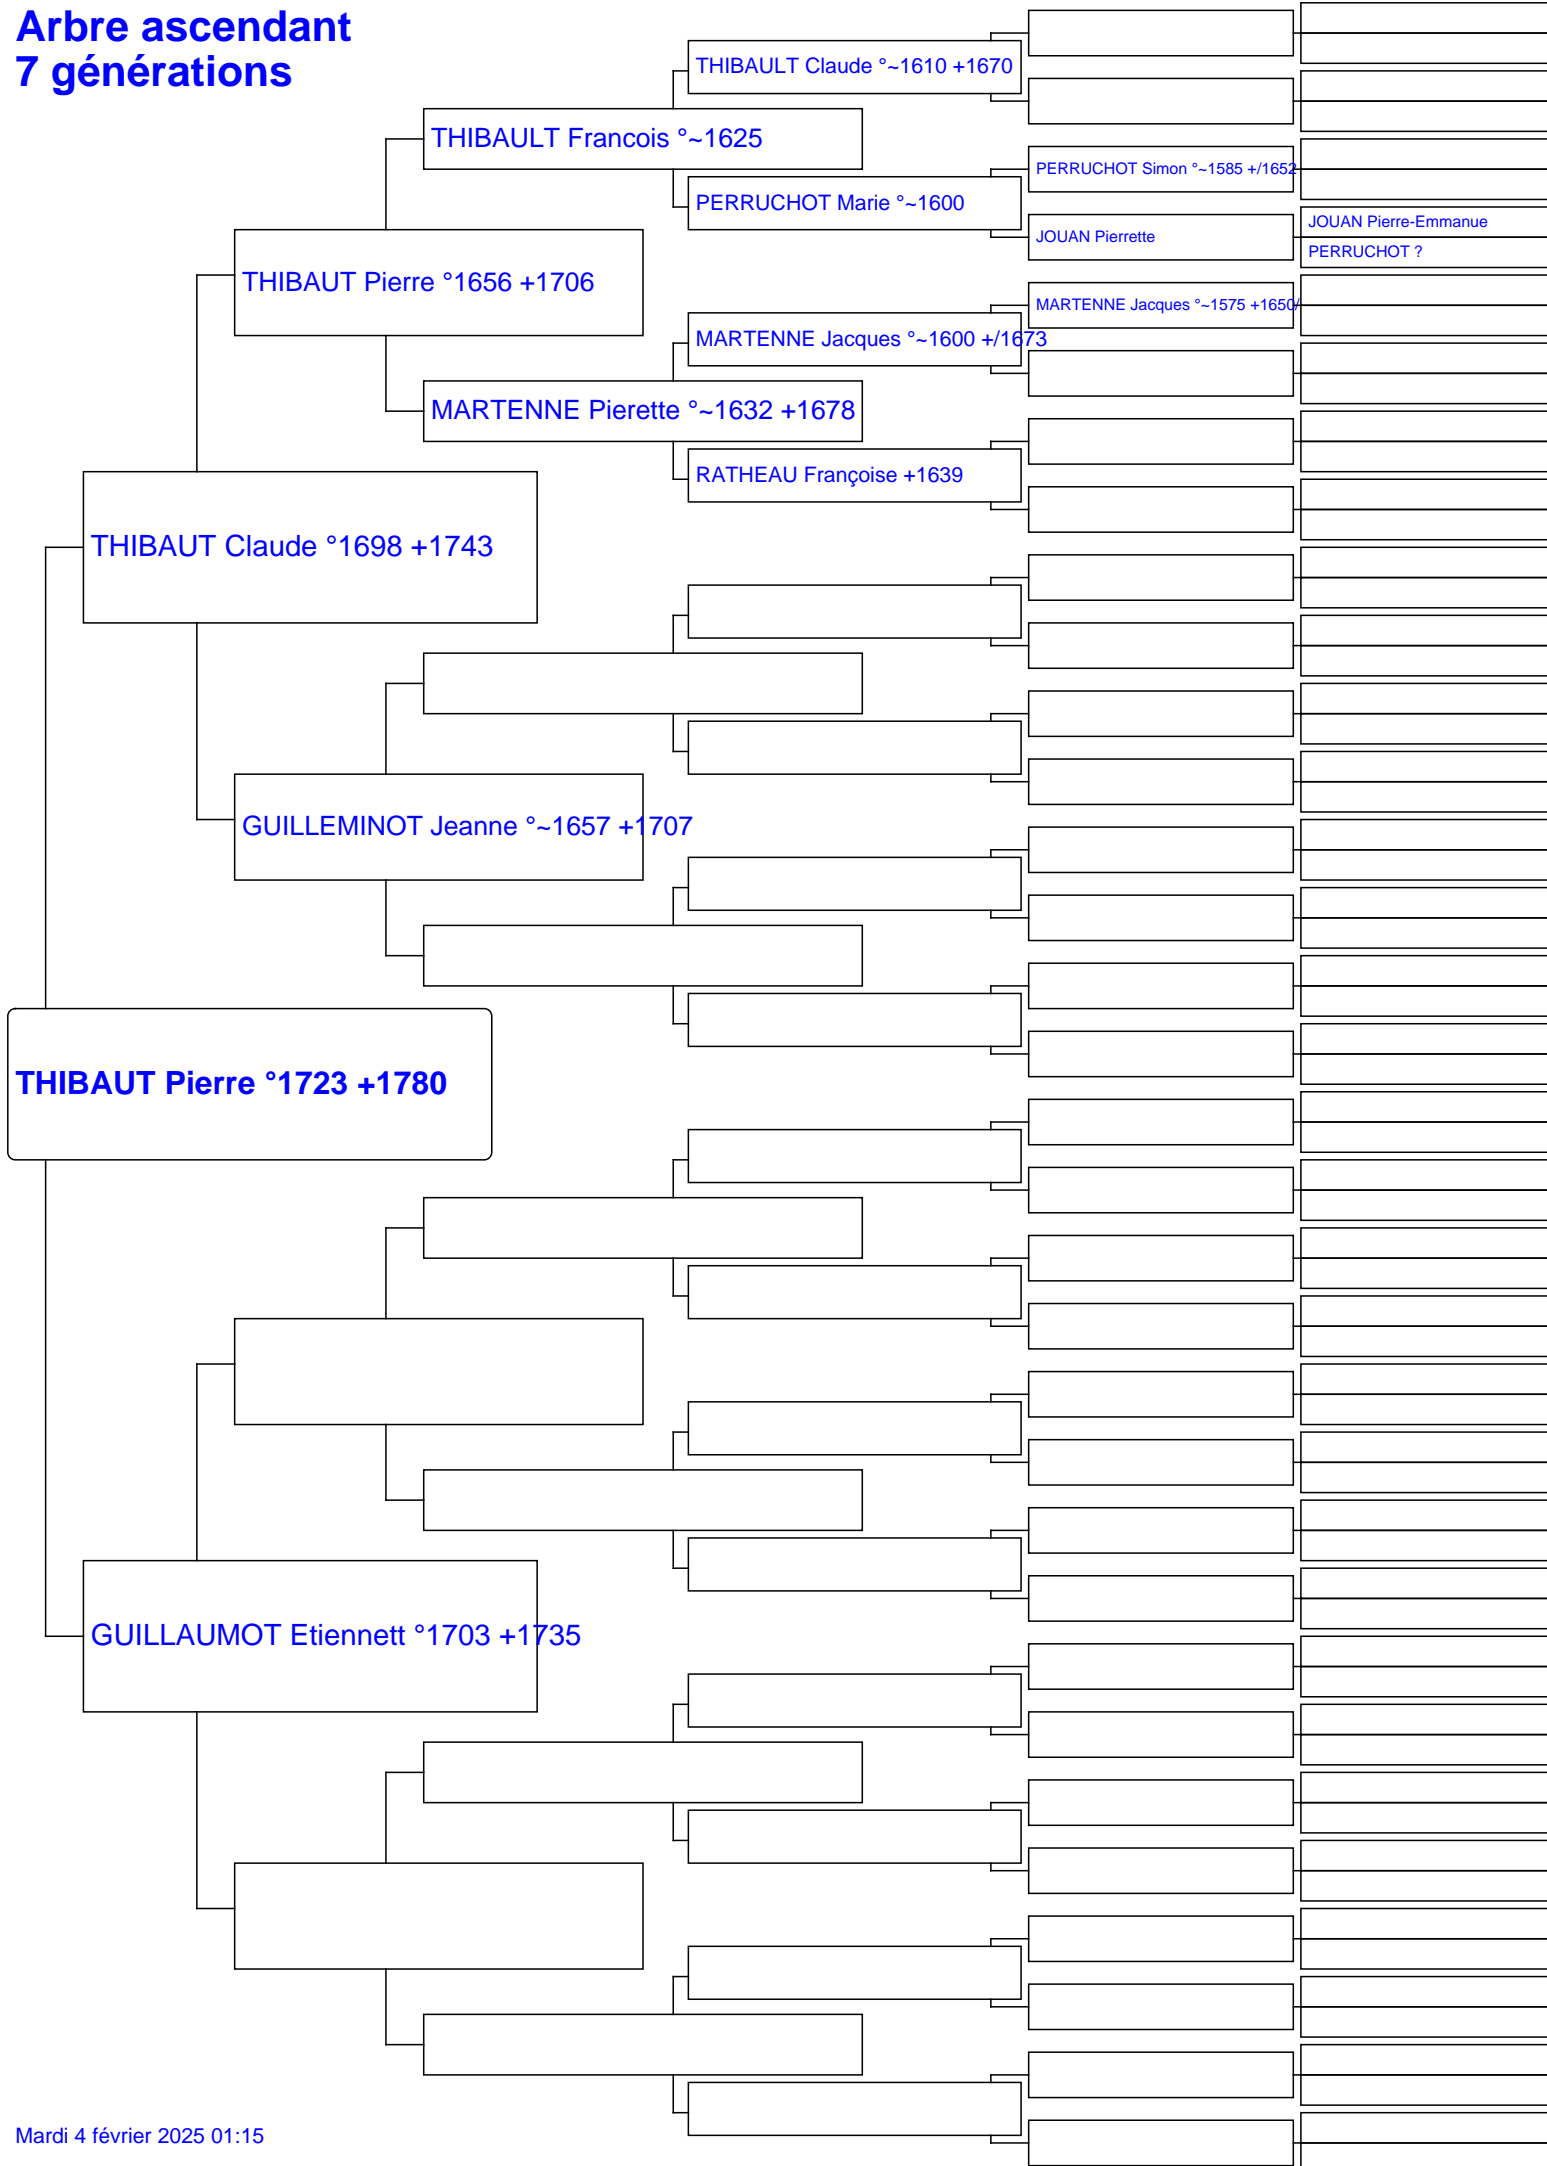 Arbre ascendant
7 générations
THIBAULT Claude °~1610 +1670
THIBAULT Francois °~1625
PERRUCHOT Simon °~1585 +/1652
PERRUCHOT Marie °~1600
JOUAN Pierrette
JOUAN Pierre-Emmanue
PERRUCHOT ?
THIBAUT Pierre °1656 +1706
MARTENNE Jacques °~1575 +1650/
MARTENNE Jacques °~1600 +/1673
MARTENNE Pierette °~1632 +1678
RATHEAU Françoise +1639
THIBAUT Claude °1698 +1743
GUILLEMINOT Jeanne °~1657 +1707
THIBAUT Pierre °1723 +1780
GUILLAUMOT Etiennett °1703 +1735
Mardi 4 février 2025 01:15